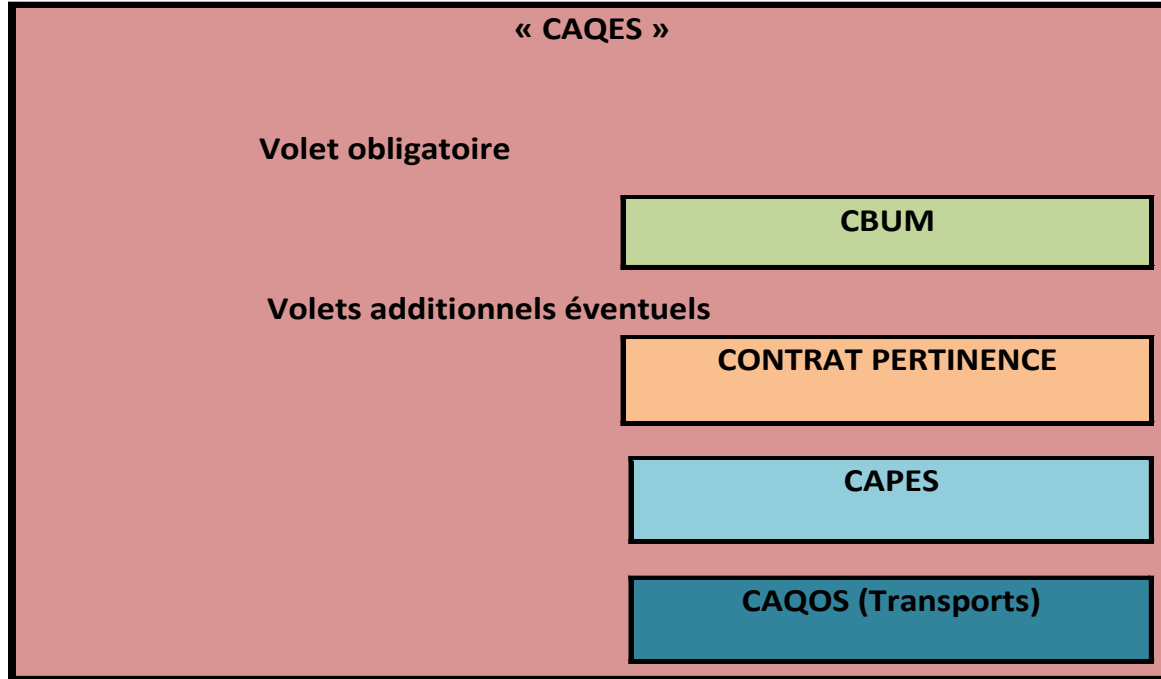 « CAQES »
Volet obligatoire
CBUM
Volets additionnels éventuels
CONTRAT PERTINENCE
CAPES
CAQOS (Transports)